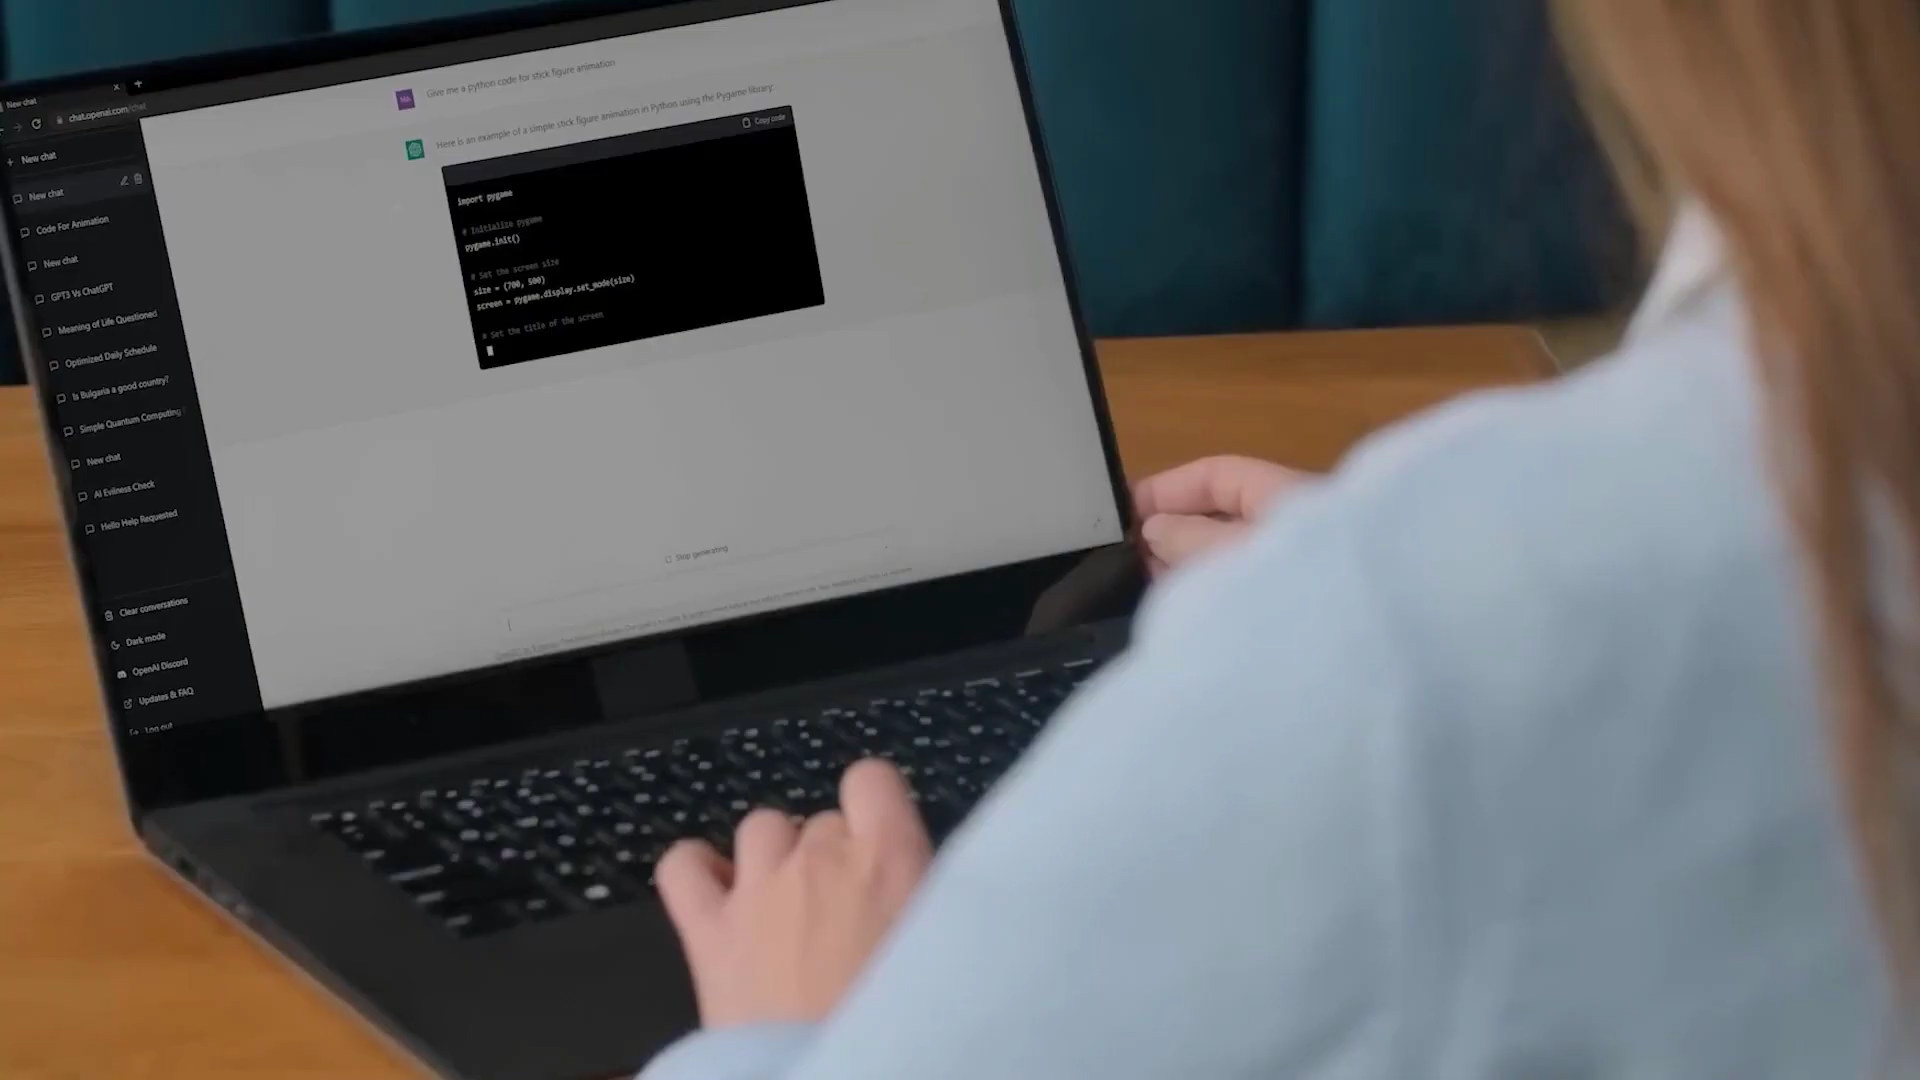 New chat
chat.openai.com/chat
New chat
New chat
Code For Animation
New chat
GPT3 Vs ChatGPT
Meaning of Life Questioned
Optimized Daily Schedule
Is Bulgaria a good country?
Simple Quantum Computing
New chat
AI Evilness Check
Hello Help Requested
Clear conversations
Dark mode
OpenAI Discord
Updates & FAQ
Log out
Give me a python code for stick figure animation
Here is an example of a simple stick figure animation in Python using the Pygame library:
Copy code
import pygame
# Initialize pygame
pygame.init()
# Set the screen size
size = (700, 500)
screen = pygame.display.set_mode(size)
# Set the title of the screen
Stop generating